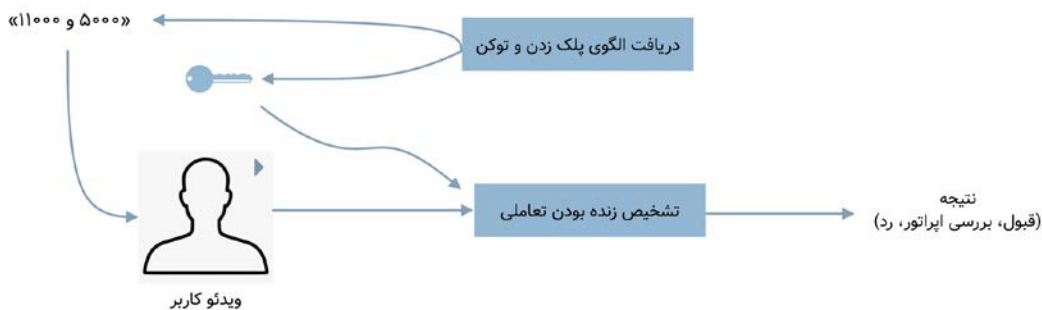 دریافت الگوی پلک زدن و توکن
«۵۰۰۰ و ۱۱۰۰۰»
تشخیص زنده بودن تعاملی
نتیجه
(قبول، بررسی اپراتور، رد)
ویدئو کاربر